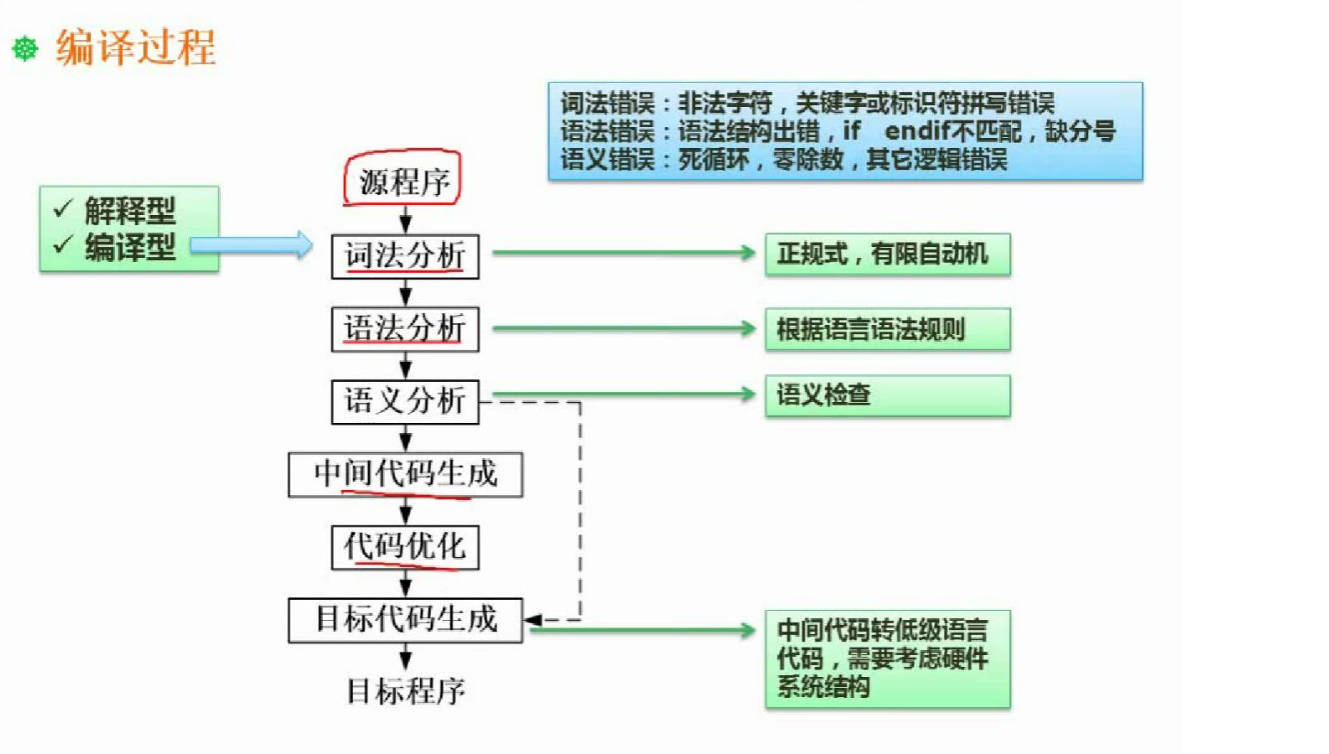 编译过程
词法错误：非法字符，关键字或标识符拼写错误
语法错误：语法结构出错，if endif不匹配，缺分号
语义错误：死循环，零除数，其它逻辑错误
源程序
✓ 解释型
✓ 编译型
词法分析
正规式，有限自动机
语法分析
根据语言语法规则
语义分析
语义检查
中间代码生成
代码优化
目标代码生成
中间代码转低级语言
代码，需要考虑硬件
系统结构
目标程序